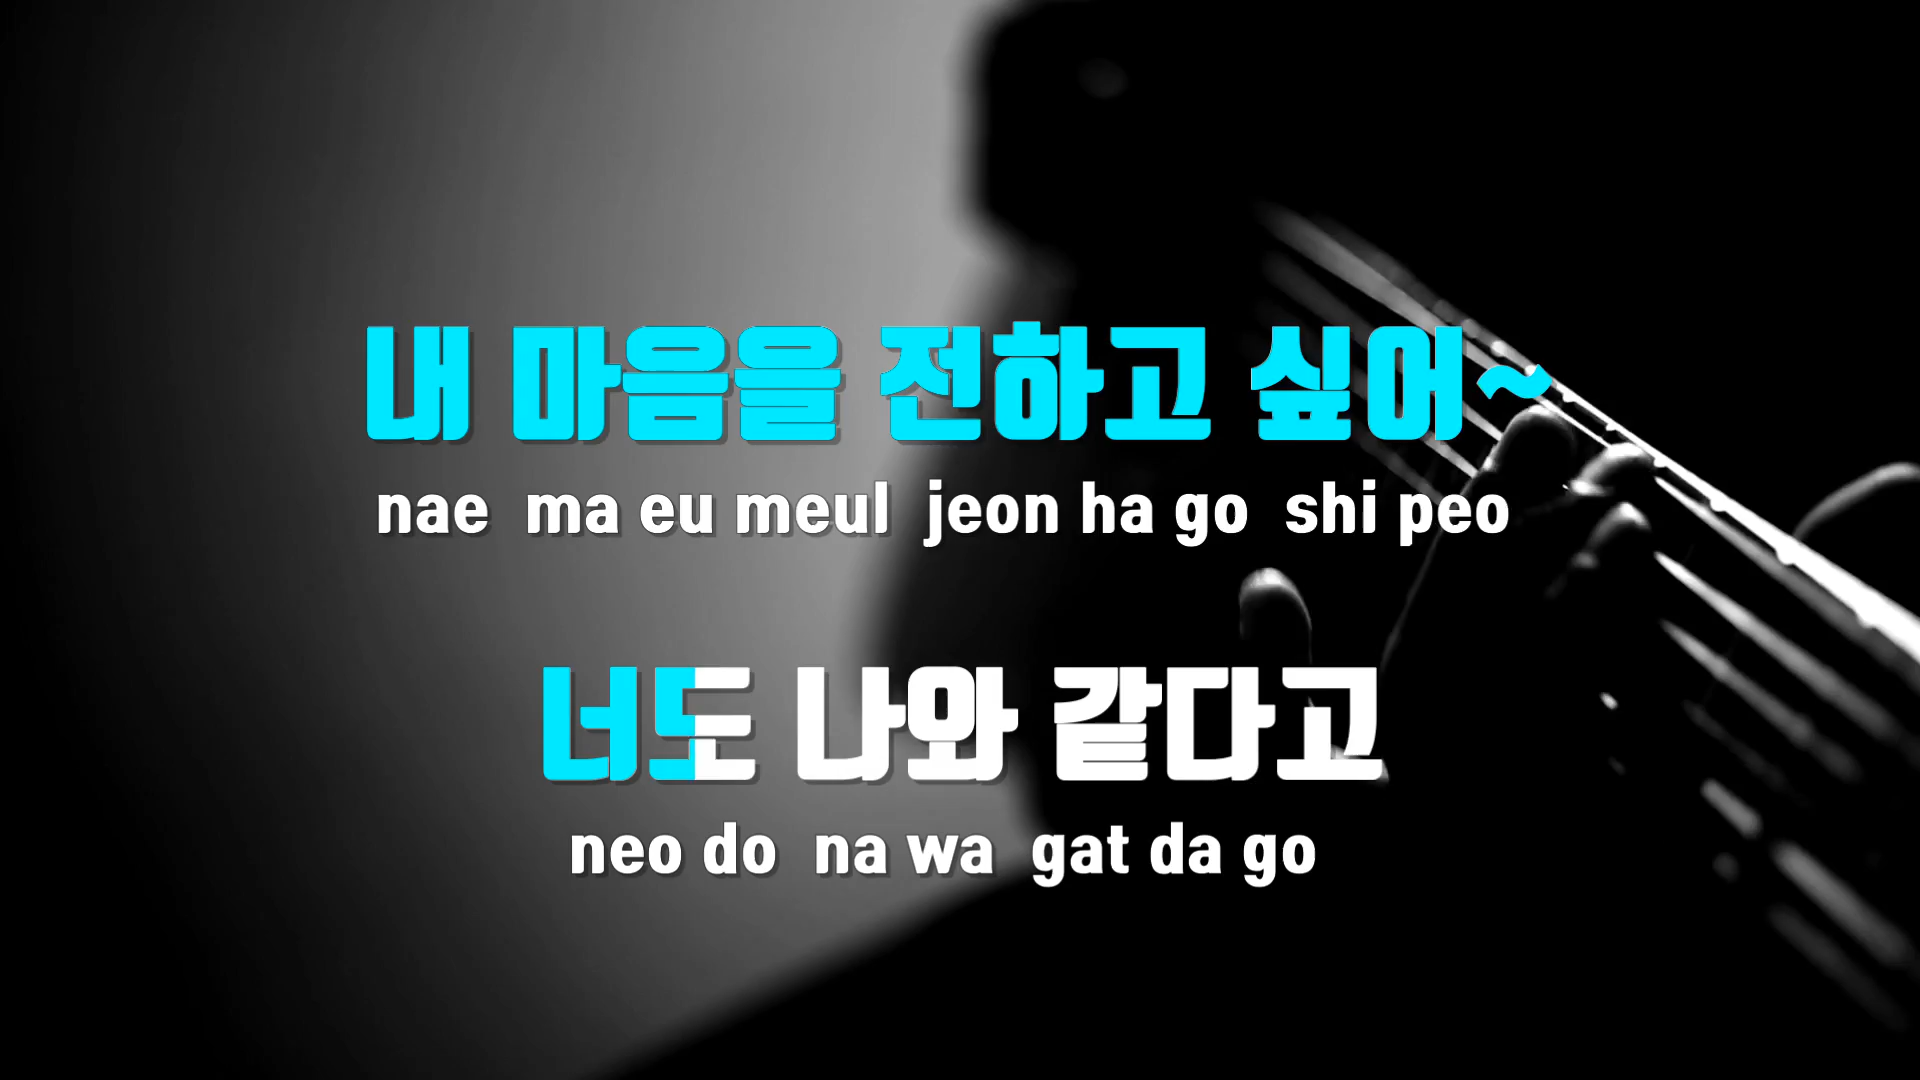 내 마음을 전하고 싶어~
nae ma eu meul jeon ha go shi peo
너도 나와 같다고
neo do na wa gat da go